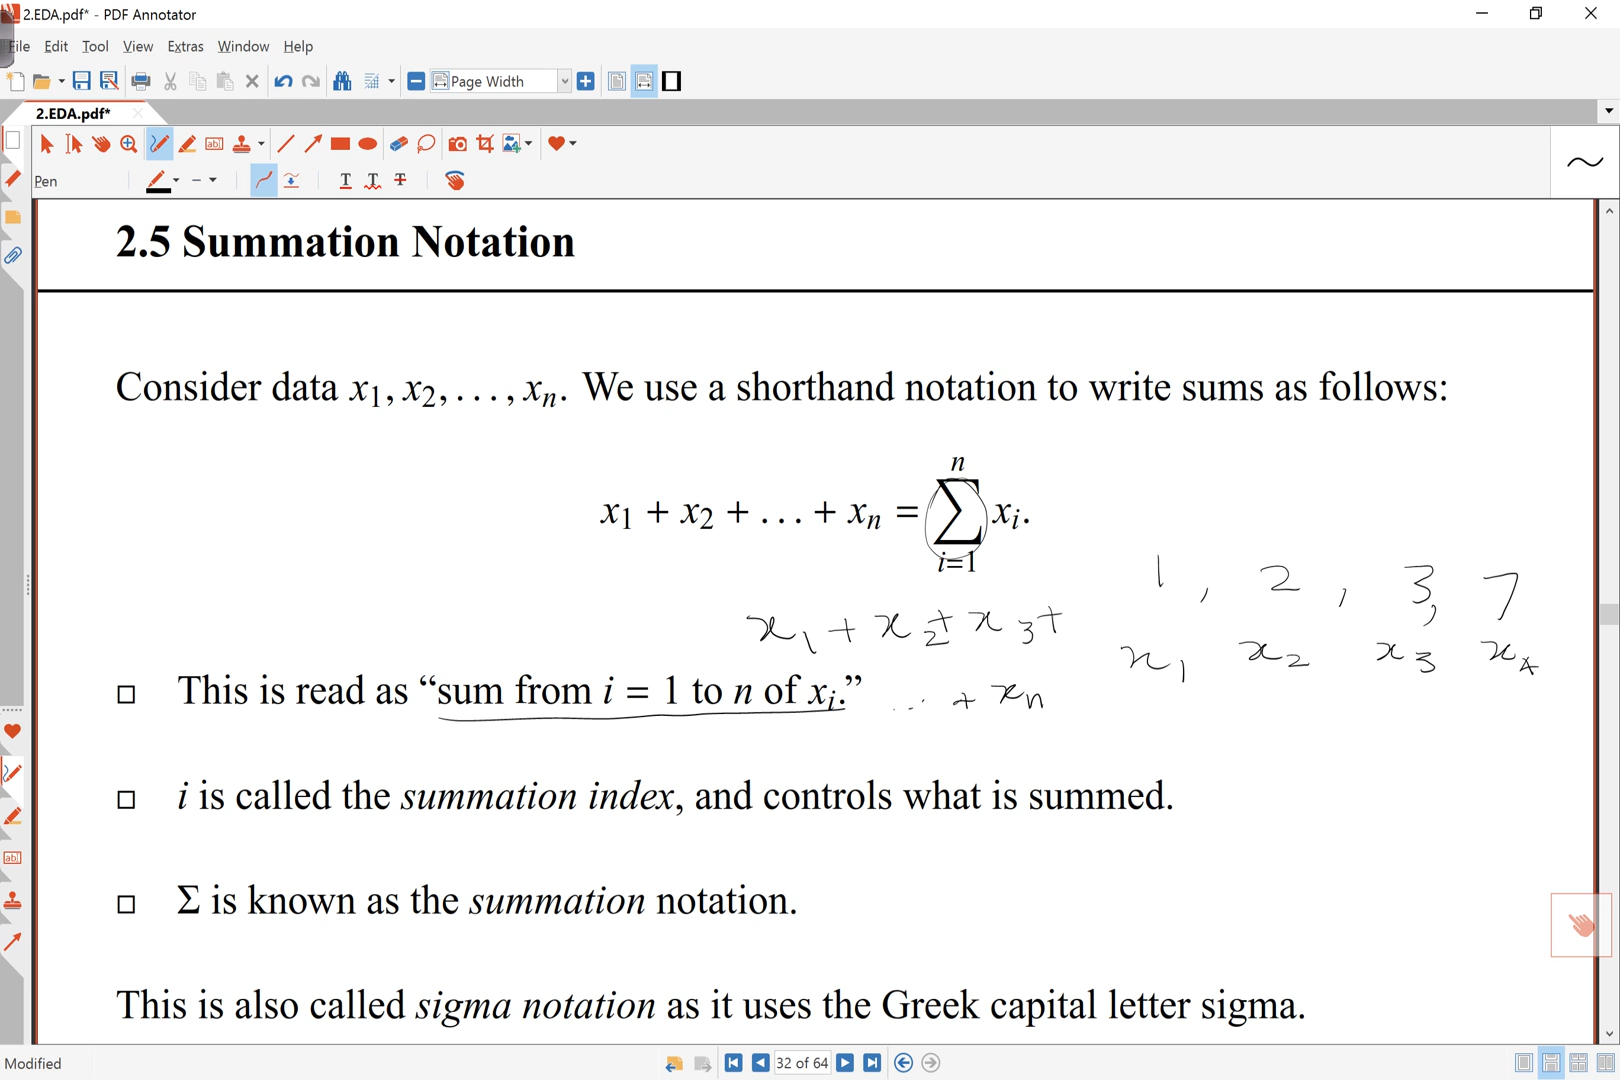 2.EDA.pdf* - PDF Annotator
File Edit Tool View Extras Window Help
Page Width
2.EDA.pdf*
Pen
2.5 Summation Notation
Consider data x₁, x₂, . . . , xₙ. We use a shorthand notation to write sums as follows:
x₁ + x₂ + . . . + xₙ = ∑ⁿᵢ₌₁ xᵢ.
1 , 2 , 3, 7
x₁ + x₂ + x₃ +
x₁ x₂ x₃ x₄
□ This is read as “sum from i = 1 to n of xᵢ.”
... + xₙ
□ i is called the summation index, and controls what is summed.
□ Σ is known as the summation notation.
This is also called sigma notation as it uses the Greek capital letter sigma.
Modified
32 of 64